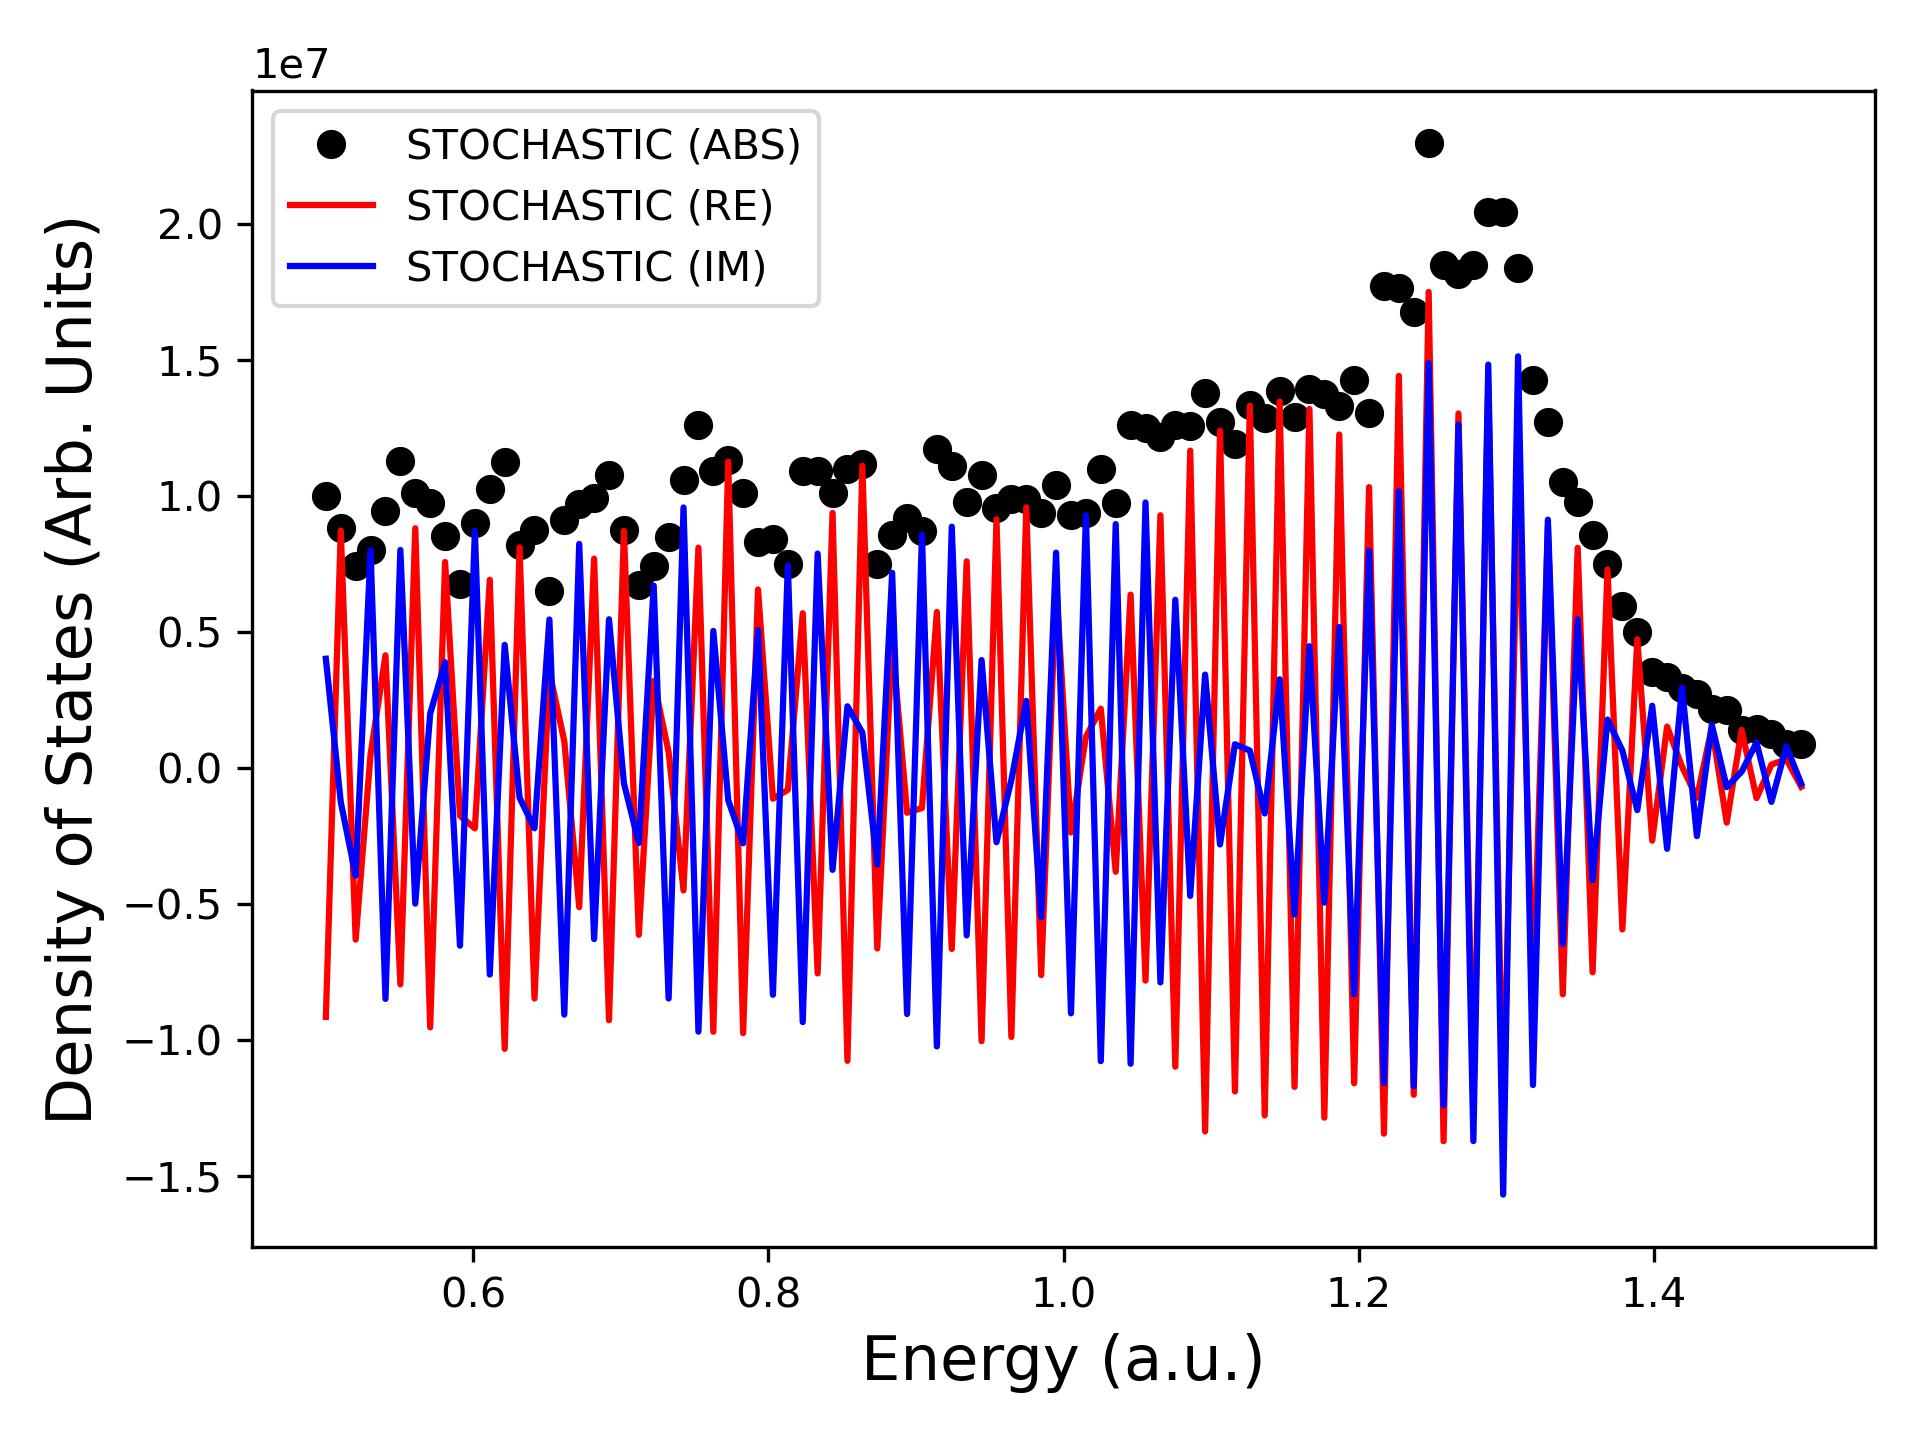 1e7
STOCHASTIC (ABS)
STOCHASTIC (RE)
STOCHASTIC (IM)
Density of States (Arb. Units)
2.0
1.5
1.0
0.5
0.0
−0.5
−1.0
−1.5
0.6 0.8 1.0 1.2 1.4
Energy (a.u.)